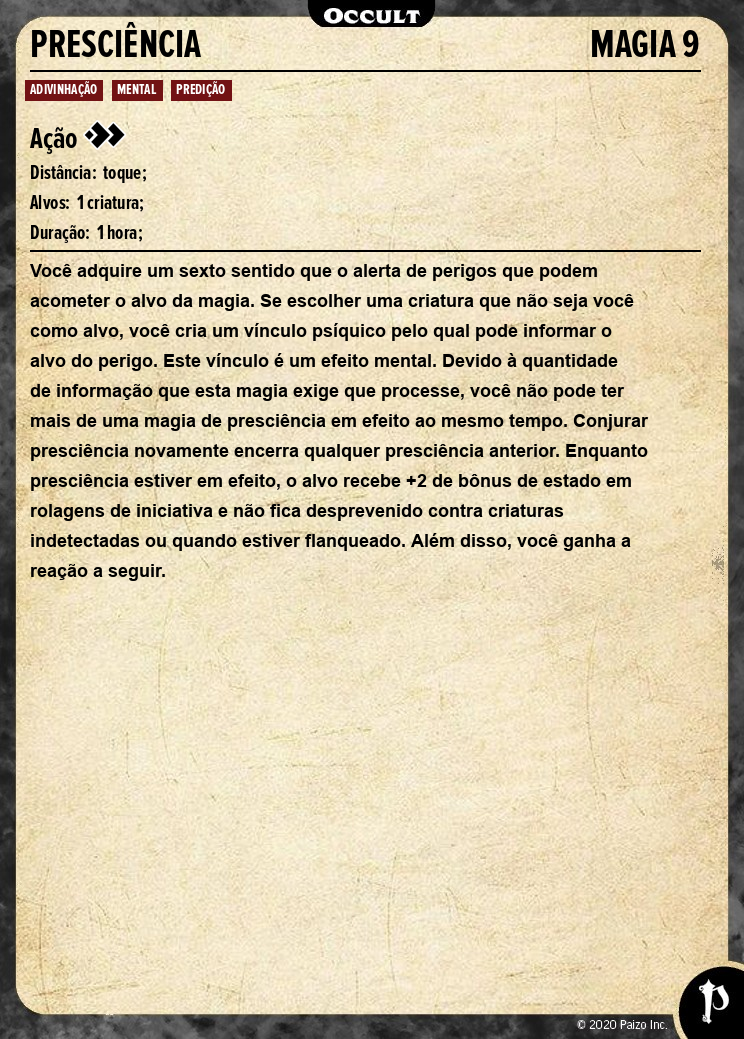 OCCULT
PRESCIÊNCIA MAGIA 9
ADIVINHAÇÃO MENTAL PREDIÇÃO
Ação
Distância: toque;
Alvos: 1 criatura;
Duração: 1 hora;
Você adquire um sexto sentido que o alerta de perigos que podem
acometer o alvo da magia. Se escolher uma criatura que não seja você
como alvo, você cria um vínculo psíquico pelo qual pode informar o
alvo do perigo. Este vínculo é um efeito mental. Devido à quantidade
de informação que esta magia exige que processe, você não pode ter
mais de uma magia de presciência em efeito ao mesmo tempo. Conjurar
presciência novamente encerra qualquer presciência anterior. Enquanto
presciência estiver em efeito, o alvo recebe +2 de bônus de estado em
rolagens de iniciativa e não fica desprevenido contra criaturas
indetectadas ou quando estiver flanqueado. Além disso, você ganha a
reação a seguir.
© 2020 Paizo Inc.
P